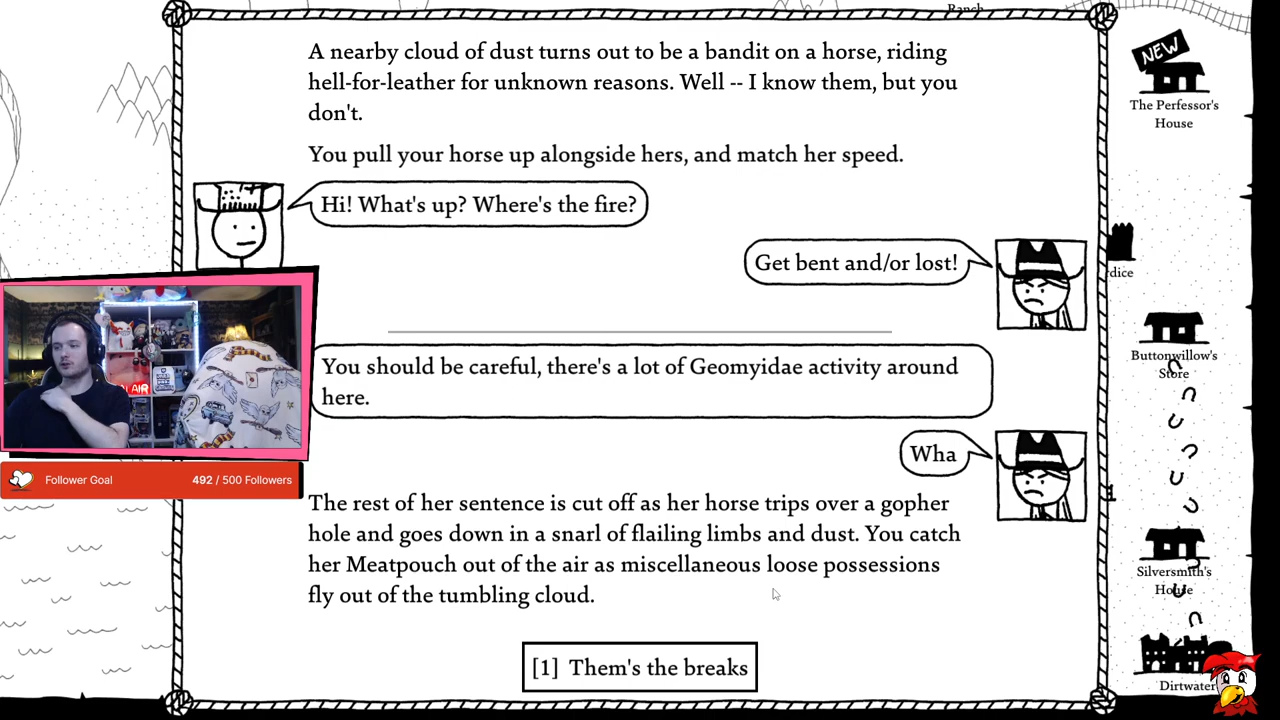 Ranch
A nearby cloud of dust turns out to be a bandit on a horse, riding
hell-for-leather for unknown reasons. Well -- I know them, but you
don't.
You pull your horse up alongside hers, and match her speed.
Hi! What's up? Where's the fire?
Get bent and/or lost!
You should be careful, there's a lot of Geomyidae activity around
here.
Wha
The rest of her sentence is cut off as her horse trips over a gopher
hole and goes down in a snarl of flailing limbs and dust. You catch
her Meatpouch out of the air as miscellaneous loose possessions
fly out of the tumbling cloud.
[1] Them's the breaks
NEW
The Perfessor's
House
rdice
Buttonwillow's
Store
Silversmith's
House
Dirtwater
AIR
Follower Goal 492 / 500 Followers